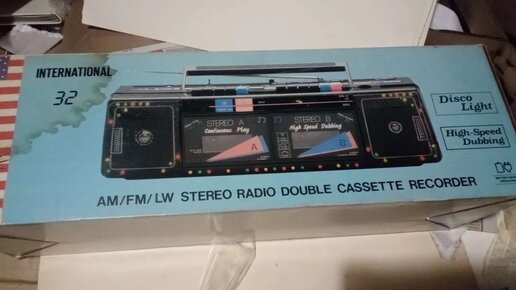 INTERNATIONAL
32
STEREO A
Continuous Play
A
STEREO B
High Speed Dubbing
B
Disco
Light
High-Speed
Dubbing
AM/FM/LW STEREO RADIO DOUBLE CASSETTE RECORDER